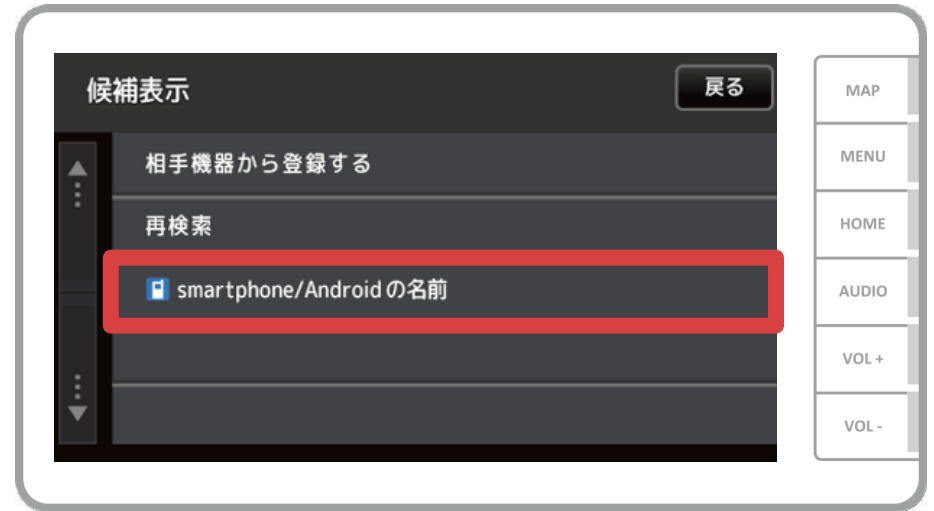 候補表示
戻る
相手機器から登録する
再検索
smartphone/Androidの名前
MAP
MENU
HOME
AUDIO
VOL +
VOL -